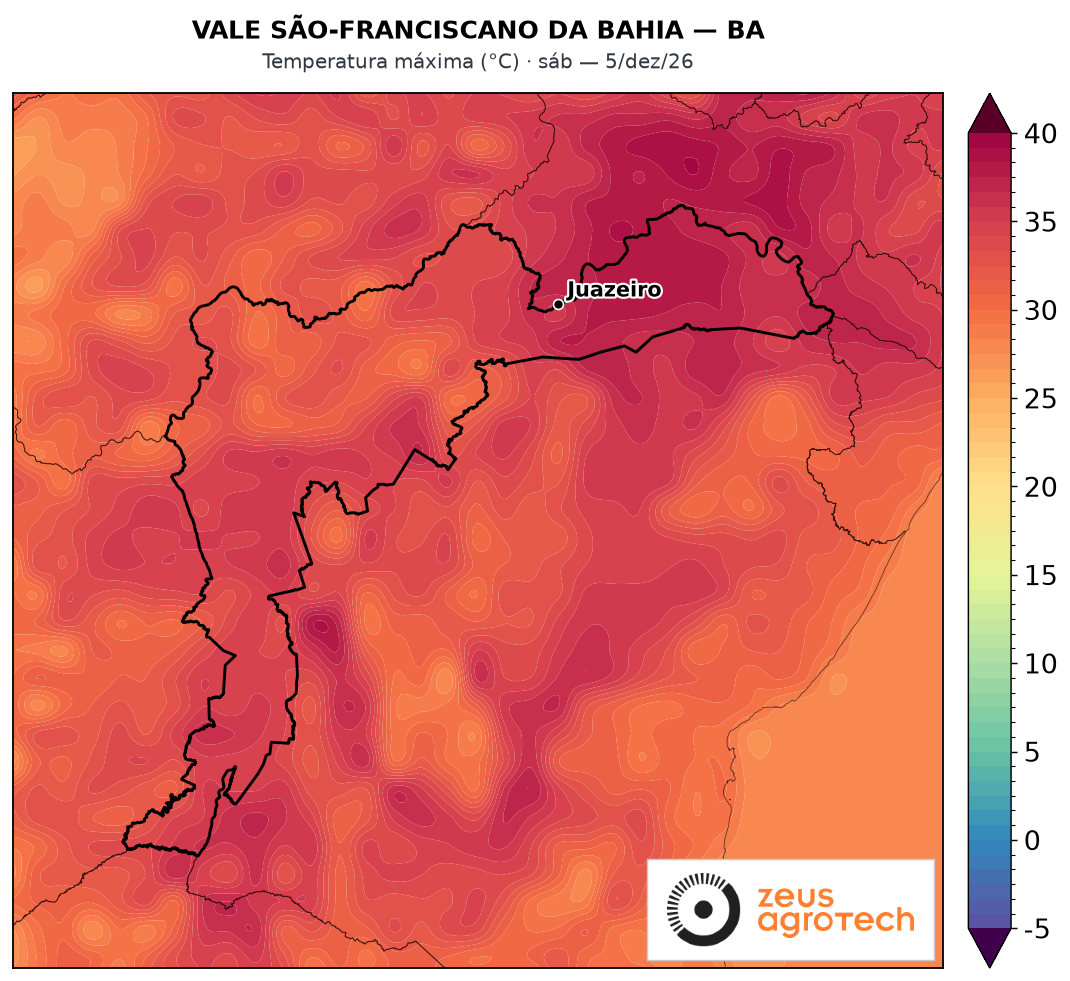 VALE SÃO-FRANCISCANO DA BAHIA — BA
Temperatura máxima (°C) · sáb — 5/dez/26
Juazeiro
40
35
30
25
20
15
10
5
0
-5
zeus
agrotech